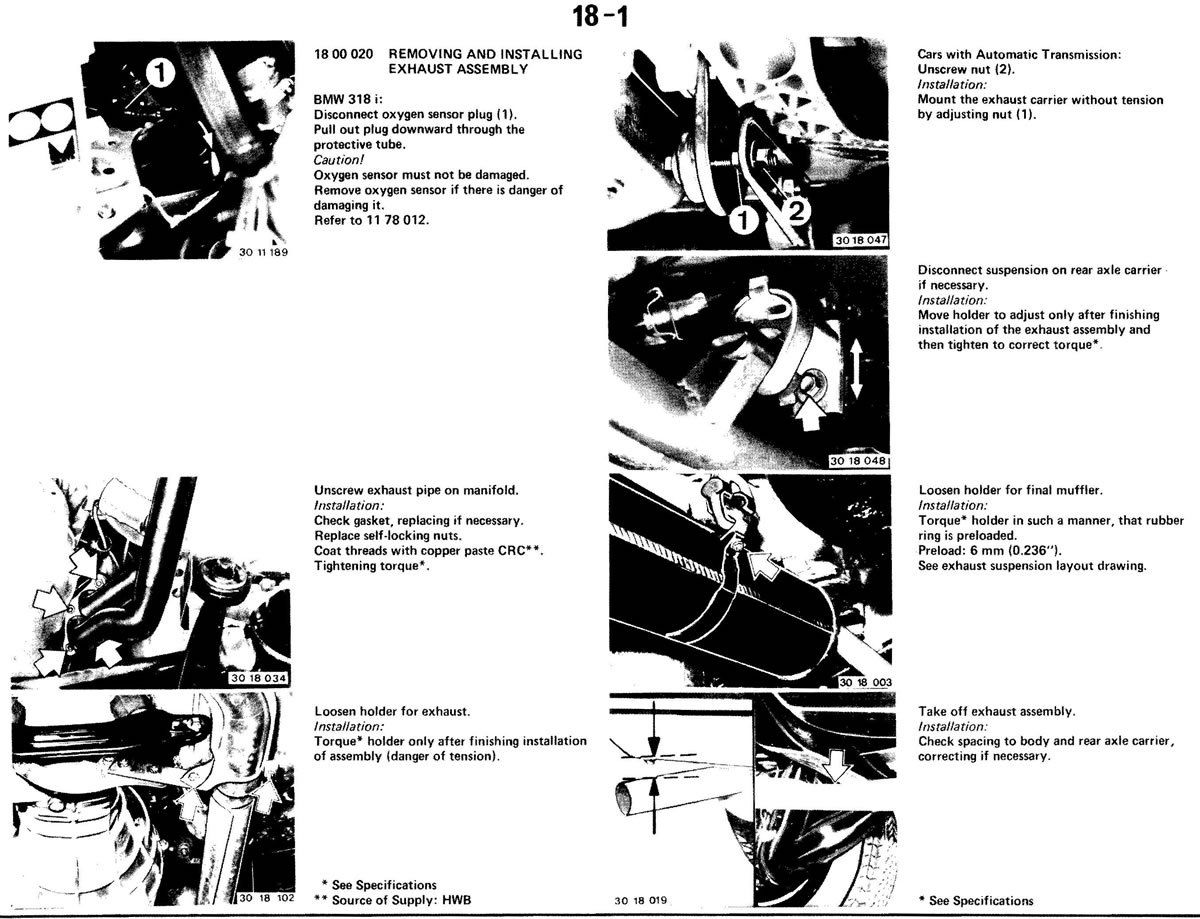 18-1
1
30 11 189
18 00 020 REMOVING AND INSTALLING
EXHAUST ASSEMBLY
BMW 318 i:
Disconnect oxygen sensor plug (1).
Pull out plug downward through the
protective tube.
Caution!
Oxygen sensor must not be damaged.
Remove oxygen sensor if there is danger of
damaging it.
Refer to 11 78 012.
30 18 034
Unscrew exhaust pipe on manifold.
Installation:
Check gasket, replacing if necessary.
Replace self-locking nuts.
Coat threads with copper paste CRC**.
Tightening torque*.
30 18 102
Loosen holder for exhaust.
Installation:
Torque* holder only after finishing installation
of assembly (danger of tension).
* See Specifications
** Source of Supply: HWB
1
2
30 18 047
Cars with Automatic Transmission:
Unscrew nut (2).
Installation:
Mount the exhaust carrier without tension
by adjusting nut (1).
30 18 048
Disconnect suspension on rear axle carrier
if necessary.
Installation:
Move holder to adjust only after finishing
installation of the exhaust assembly and
then tighten to correct torque*.
30 18 003
Loosen holder for final muffler.
Installation:
Torque* holder in such a manner, that rubber
ring is preloaded.
Preload: 6 mm (0.236").
See exhaust suspension layout drawing.
30 18 019
Take off exhaust assembly.
Installation:
Check spacing to body and rear axle carrier,
correcting if necessary.
* See Specifications